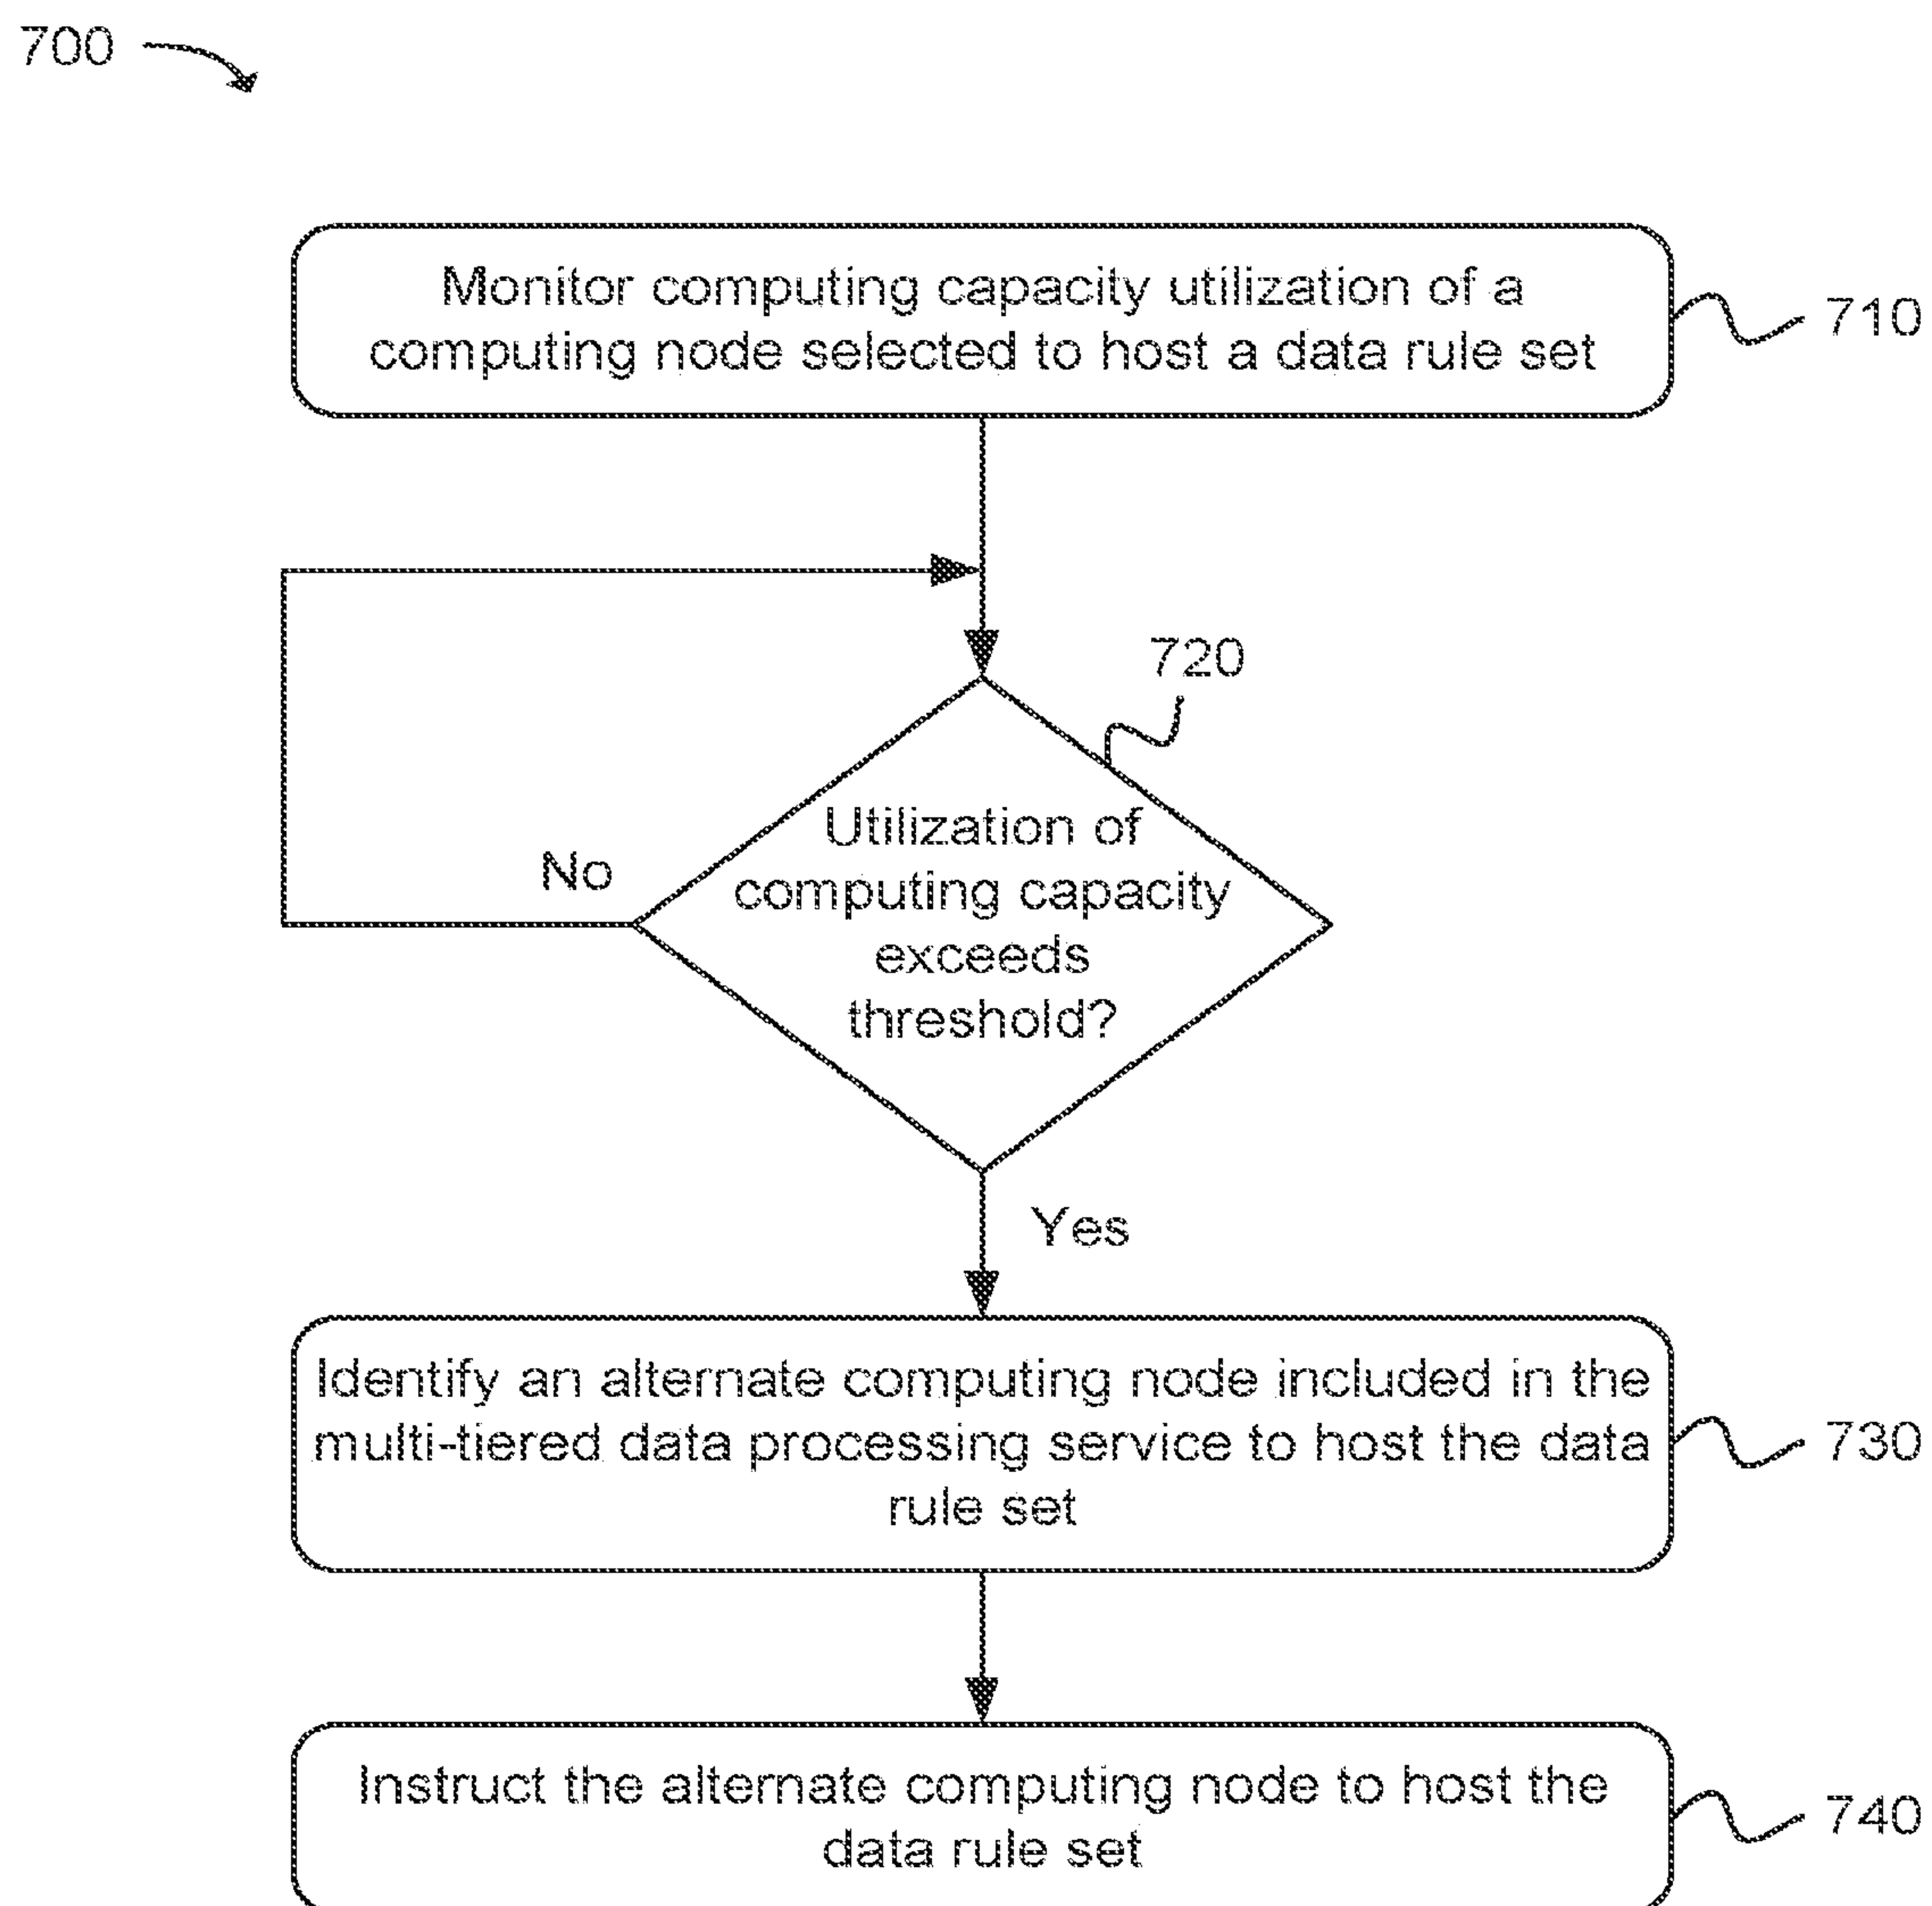 700
Monitor computing capacity utilization of a
computing node selected to host a data rule set
710
720
Utilization of
computing capacity
exceeds
threshold?
No
Yes
Identify an alternate computing node included in the
multi-tiered data processing service to host the data
rule set
730
Instruct the alternate computing node to host the
data rule set
740